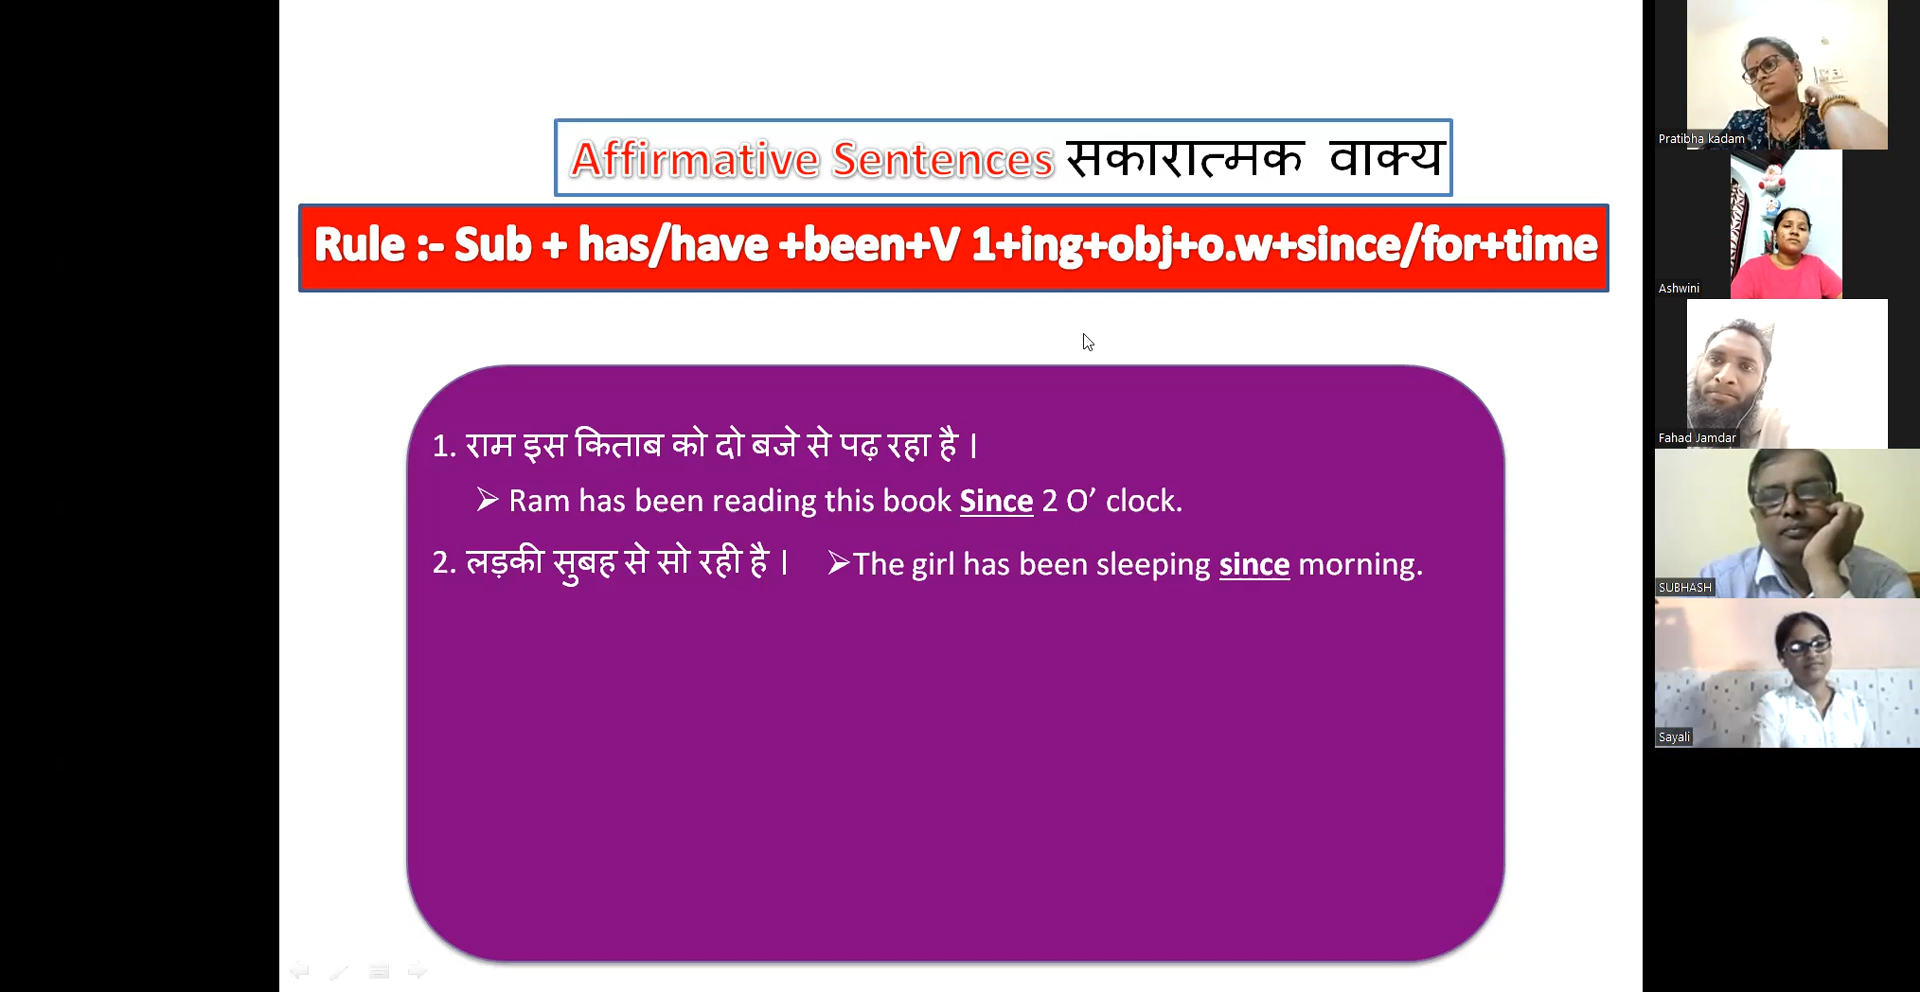 Affirmative Sentences सकारात्मक वाक्य
Rule :- Sub + has/have +been+V 1+ing+obj+o.w+since/for+time
1. राम इस किताब को दो बजे से पढ़ रहा है ।
➢ Ram has been reading this book Since 2 O’ clock.
2. लड़की सुबह से सो रही है । ➢The girl has been sleeping since morning.
Pratibha kadam
Ashwini
Fahad Jamdar
SUBHASH
Sayali